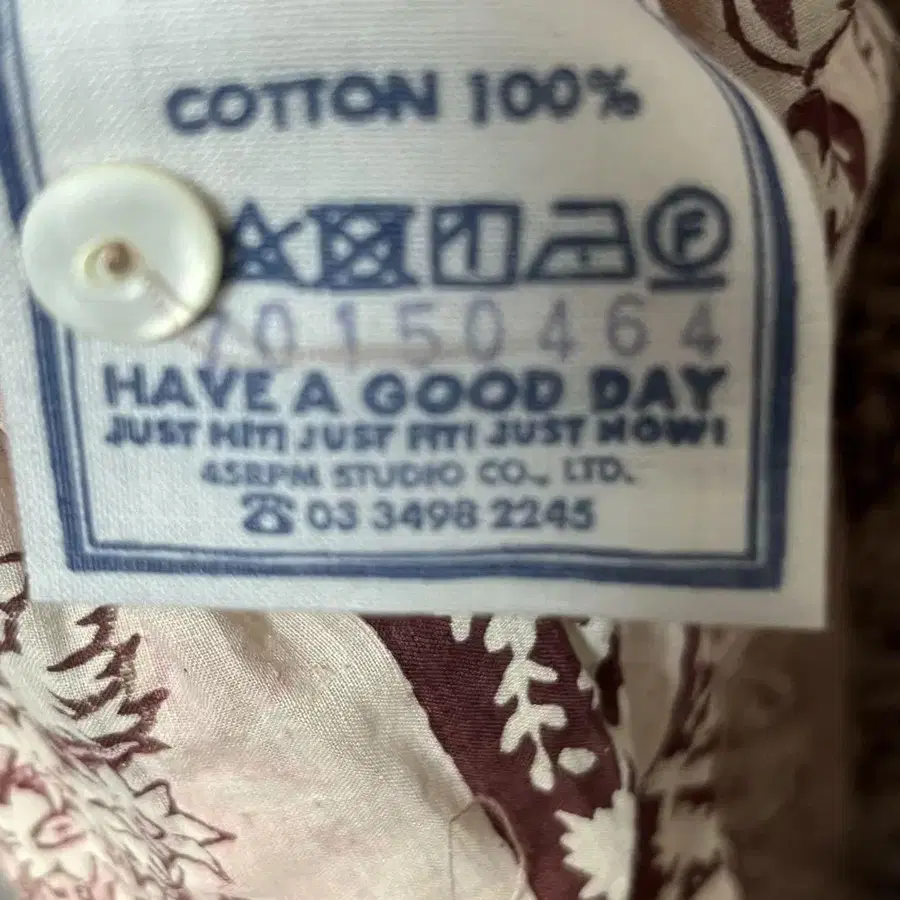 COTTON 100%
F
70150464
HAVE A GOOD DAY
JUST HIT! JUST FIT! JUST NOW!
45RPM STUDIO CO., LTD.
☎ 03 3498 2245